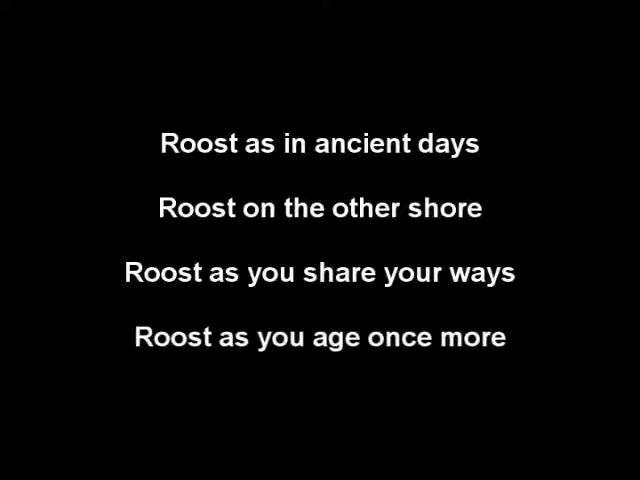 Roost as in ancient days
Roost on the other shore
Roost as you share your ways
Roost as you age once more